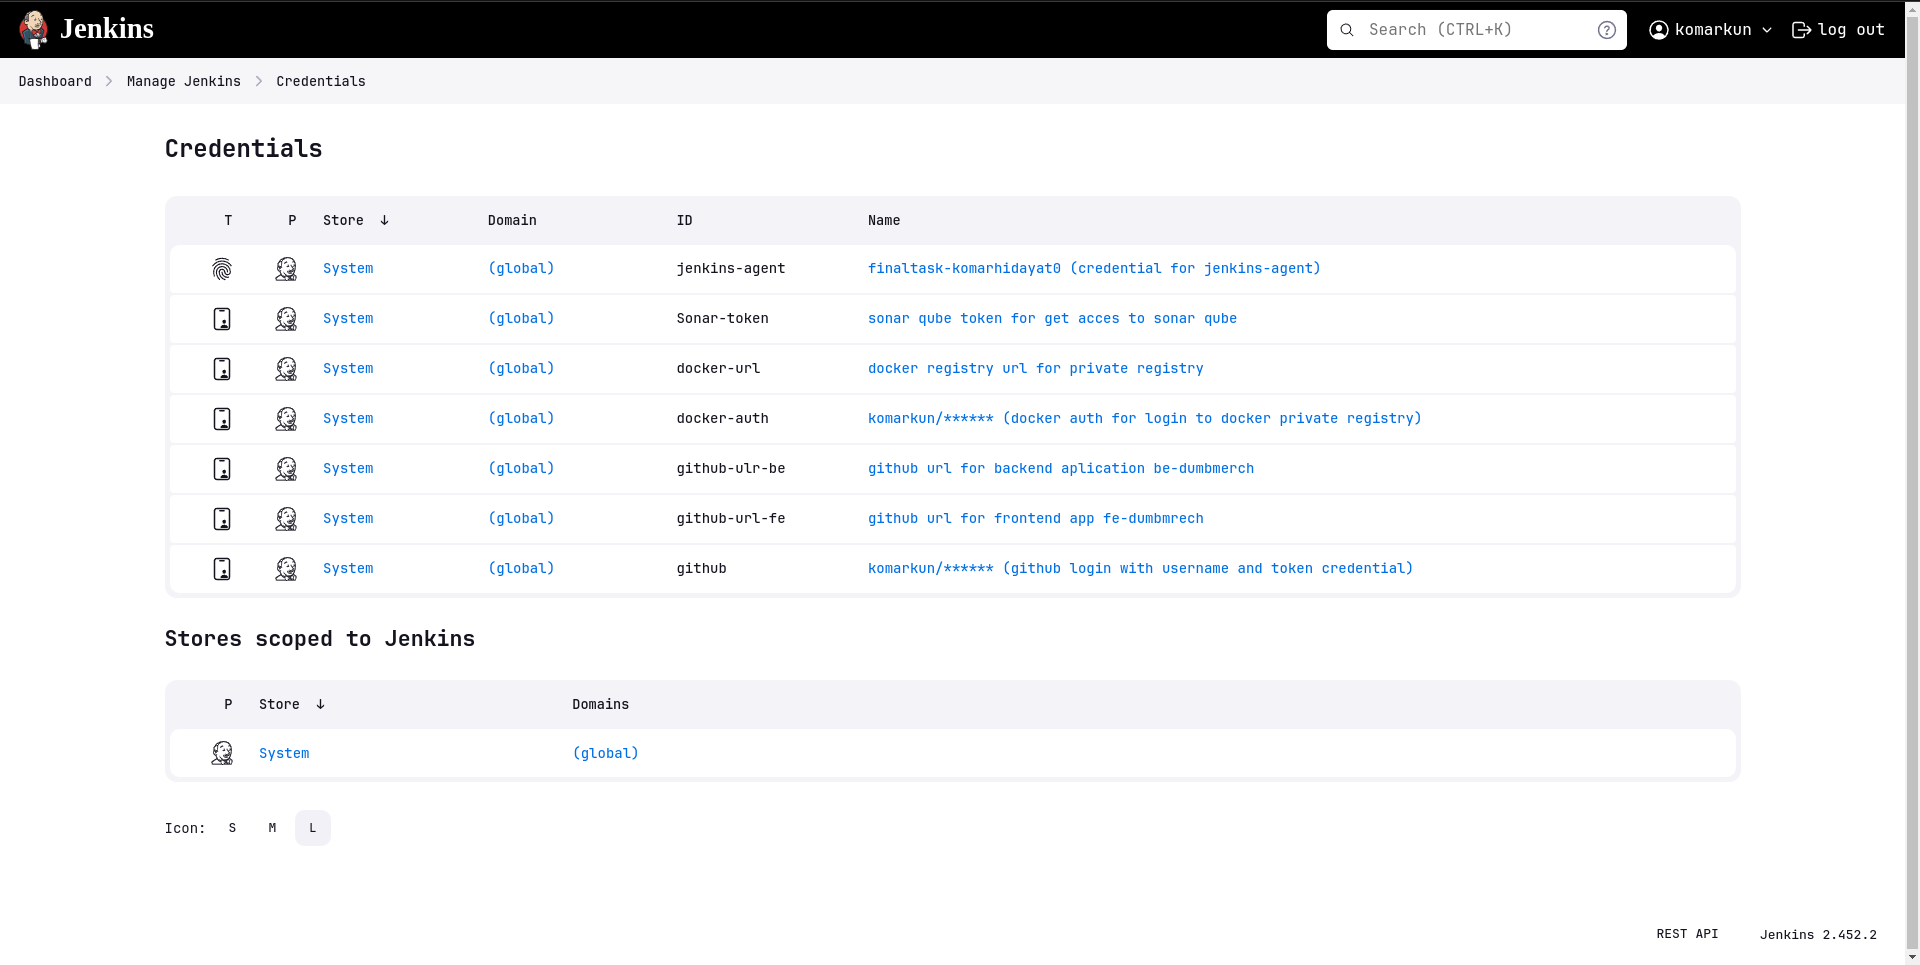 Jenkins
Search (CTRL+K)
komarkun
log out
Dashboard
Manage Jenkins
Credentials
Credentials
T P Store ↓ Domain ID Name
System (global) jenkins-agent finaltask-komarhidayat0 (credential for jenkins-agent)
System (global) Sonar-token sonar qube token for get acces to sonar qube
System (global) docker-url docker registry url for private registry
System (global) docker-auth komarkun/****** (docker auth for login to docker private registry)
System (global) github-ulr-be github url for backend aplication be-dumbmerch
System (global) github-url-fe github url for frontend app fe-dumbmrech
System (global) github komarkun/****** (github login with username and token credential)
Stores scoped to Jenkins
P Store ↓ Domains
System (global)
Icon: S M L
REST API Jenkins 2.452.2